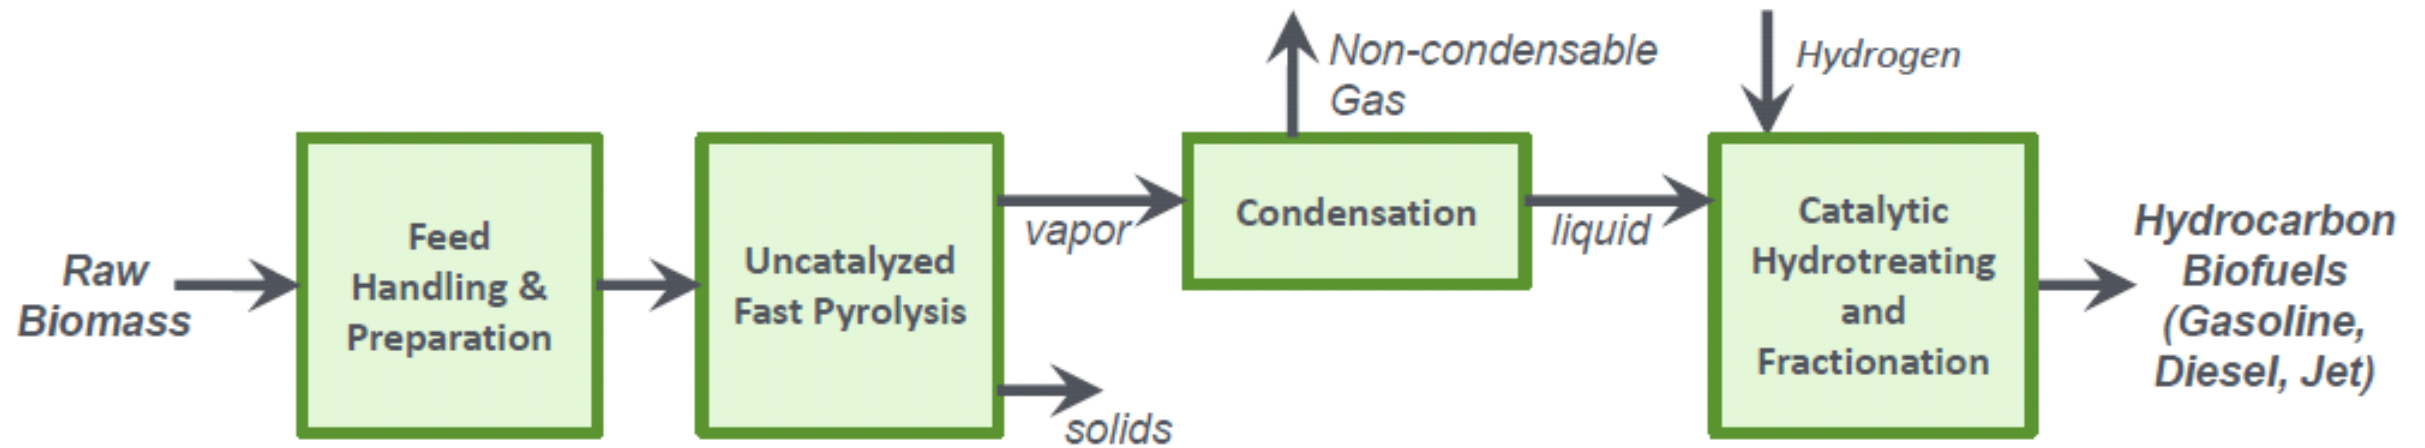 Raw
Biomass
Feed
Handling &
Preparation
Uncatalyzed
Fast Pyrolysis
vapor
solids
Condensation
Non-condensable
Gas
liquid
Hydrogen
Catalytic
Hydrotreating
and
Fractionation
Hydrocarbon
Biofuels
(Gasoline,
Diesel, Jet)